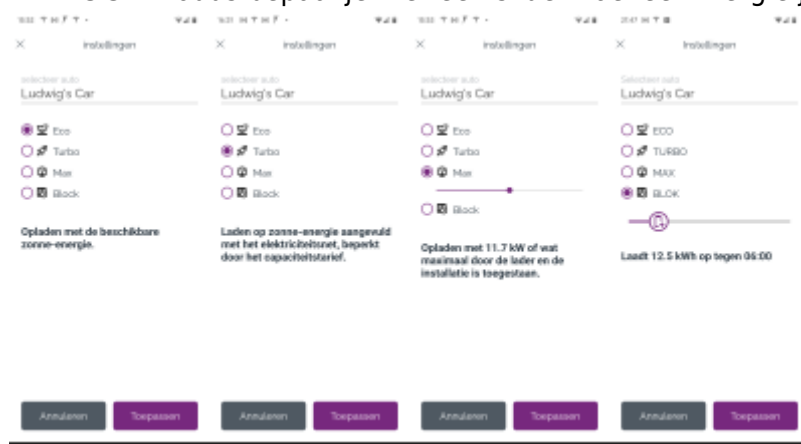 Instellingen
selecteer auto
Ludwig's Car
Eco
Turbo
Max
Block
Opladen met de beschikbare
zonne-energie.
Annuleren
Toepassen
Instellingen
selecteer auto
Ludwig's Car
Eco
Turbo
Max
Block
Laden op zonne-energie aangevuld
met het elektriciteitsnet, beperkt
door het capaciteitstarief.
Annuleren
Toepassen
Instellingen
selecteer auto
Ludwig's Car
Eco
Turbo
Max
Block
Opladen met 11.7 kW of wat
maximaal door de lader en de
installatie is toegestaan.
Annuleren
Toepassen
Instellingen
Selecteer auto
Ludwig's Car
ECO
TURBO
MAX
BLOK
Laadt 12.5 kWh op tegen 06:00
Annuleren
Toepassen